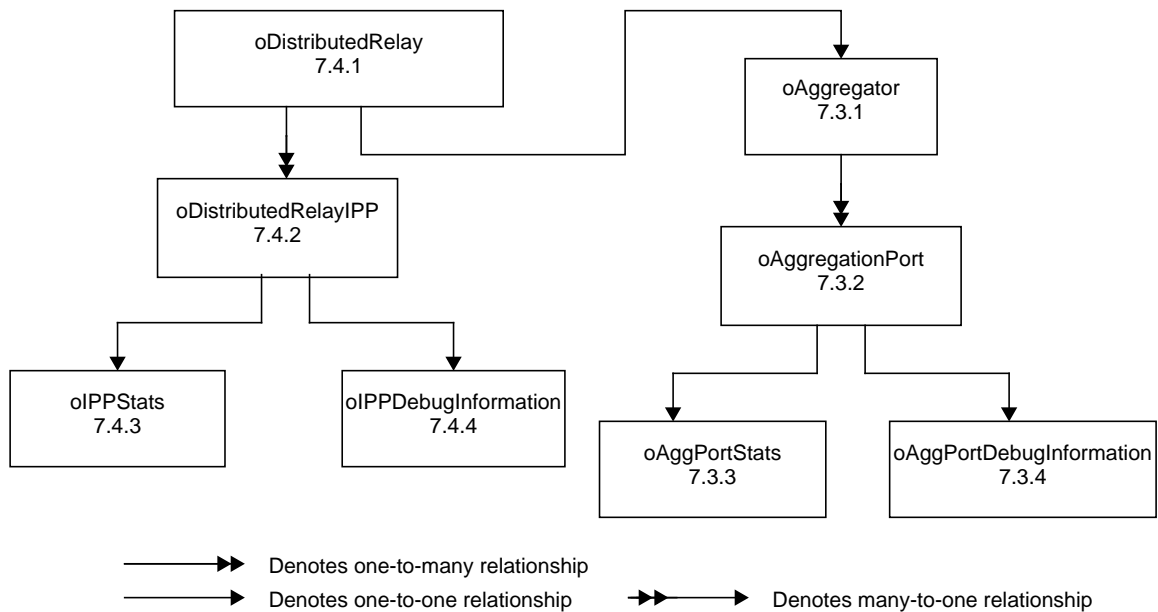 oDistributedRelay
7.4.1
oAggregator
7.3.1
oDistributedRelayIPP
7.4.2
oAggregationPort
7.3.2
oIPPStats
7.4.3
oIPPDebugInformation
7.4.4
oAggPortStats
7.3.3
oAggPortDebugInformation
7.3.4
Denotes one-to-many relationship
Denotes one-to-one relationship
Denotes many-to-one relationship